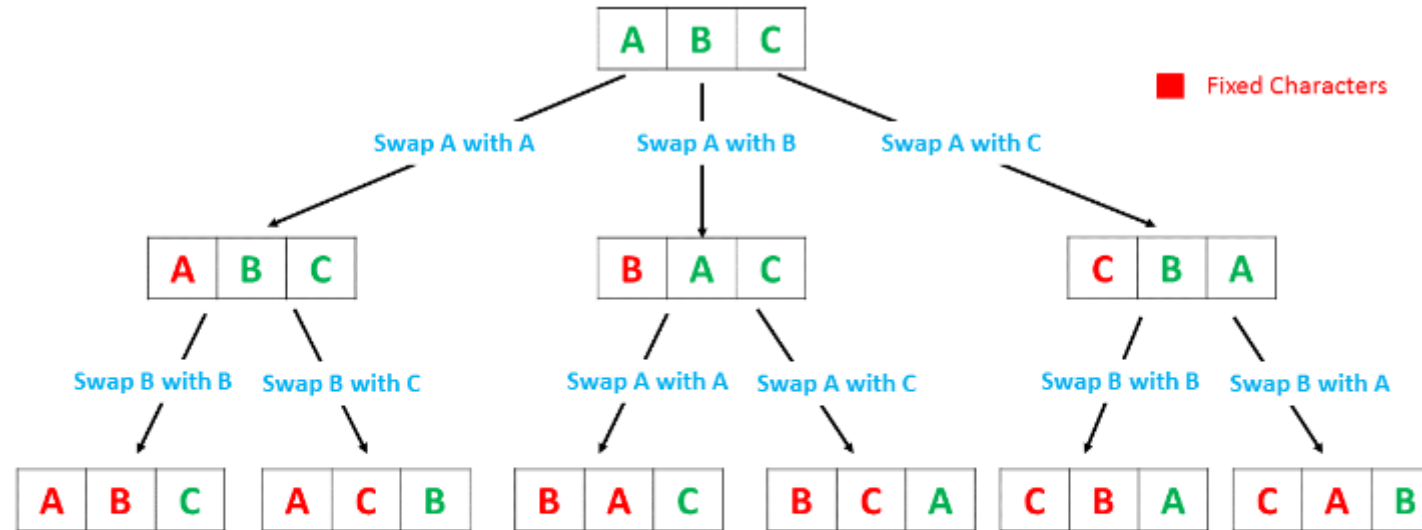 A B C
Fixed Characters
Swap A with A Swap A with B Swap A with C
A B C B A C C B A
Swap B with B Swap B with C Swap A with A Swap A with C Swap B with B Swap B with A
A B C A C B B A C B C A C B A C A B